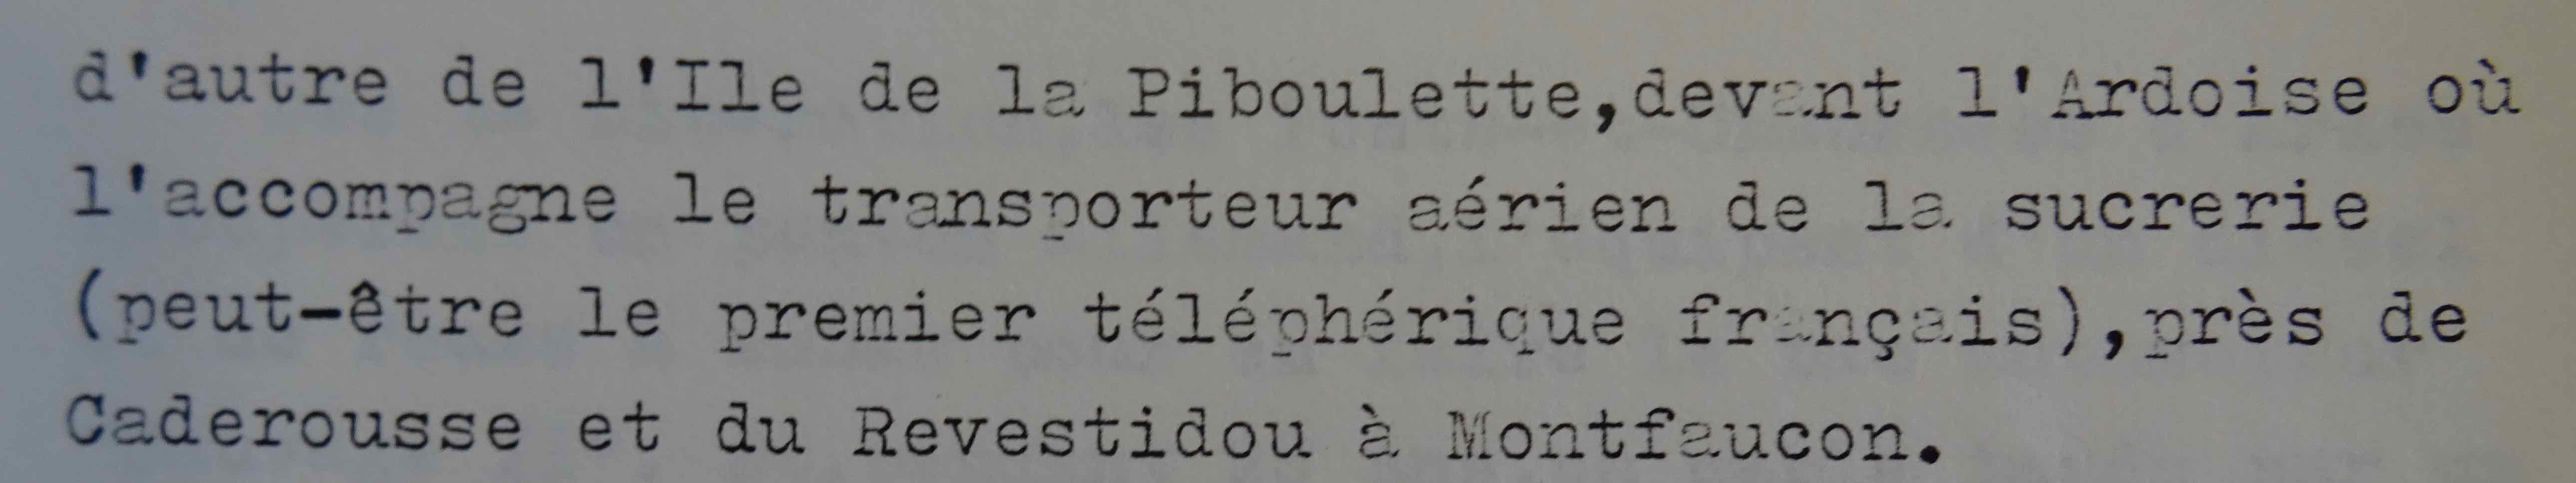 d'autre de l'Ile de la Piboulette,devant l'Ardoise où
l'accompagne le transporteur aérien de la sucrerie
(peut-être le premier téléphérique français),près de
Caderousse et du Revestidou à Montfaucon.